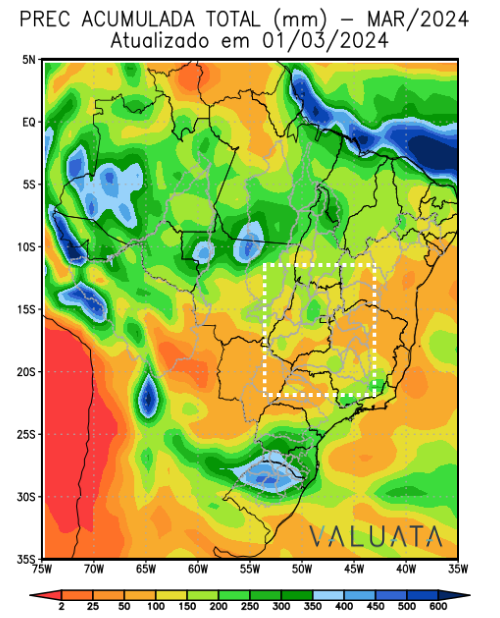 PREC ACUMULADA TOTAL (mm) – MAR/2024
Atualizado em 01/03/2024
5N
EQ
5S
10S
15S
20S
25S
30S
35S
VALUATA
75W 70W 65W 60W 55W 50W 45W 40W 35W
2 25 50 100 150 200 250 300 350 400 450 500 600